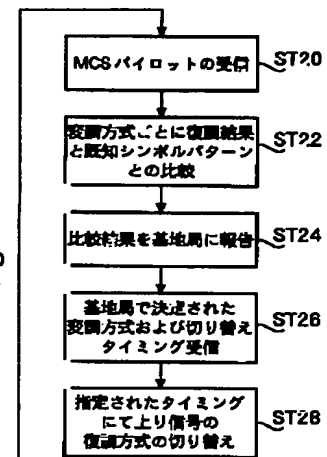 MCSパイロットの受信
ST20
変調方式ごとに復調結果
と既知シンボルパターン
との比較
ST22
比較結果を基地局に報告
ST24
基地局で決定された
変調方式および切り替え
タイミング受信
ST26
指定されたタイミング
にて上り信号の
復調方式の切り替え
ST28